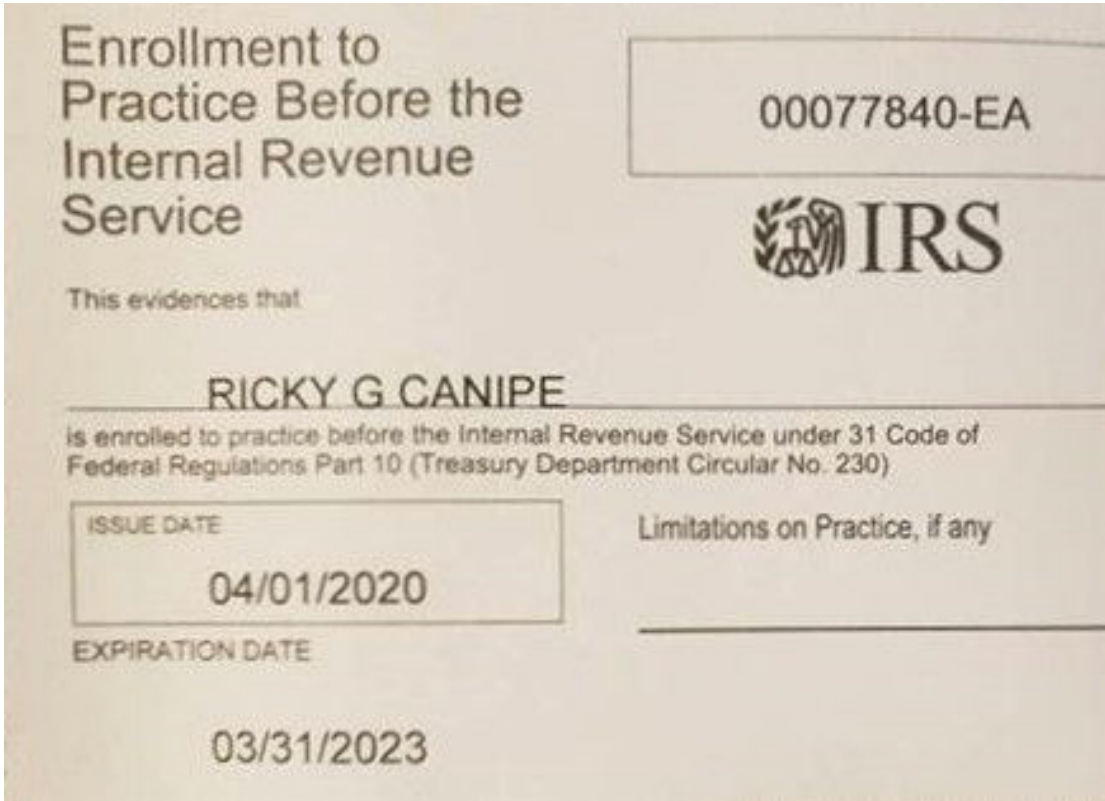 Enrollment to
Practice Before the
Internal Revenue
Service
00077840-EA
IRS
This evidences that
RICKY G CANIPE
is enrolled to practice before the Internal Revenue Service under 31 Code of
Federal Regulations Part 10 (Treasury Department Circular No. 230)
ISSUE DATE
04/01/2020
Limitations on Practice, if any
EXPIRATION DATE
03/31/2023